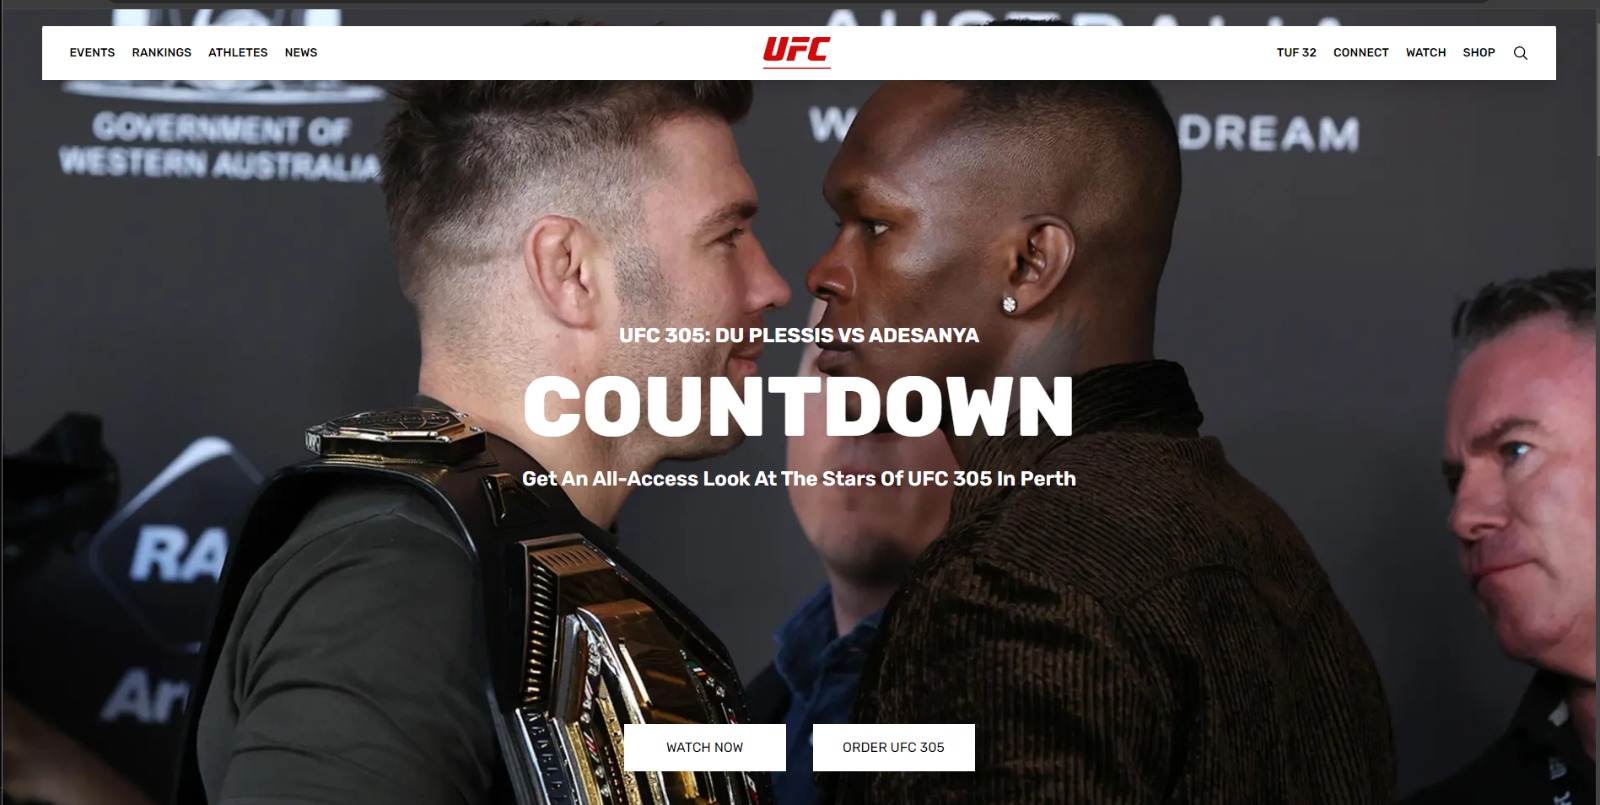 AUSTRALIA
EVENTS RANKINGS ATHLETES NEWS
UFC
TUF 32 CONNECT WATCH SHOP
GOVERNMENT OF
WESTERN AUSTRALIA
DREAM
UFC 305: DU PLESSIS VS ADESANYA
COUNTDOWN
Get An All-Access Look At The Stars Of UFC 305 In Perth
RA
WATCH NOW
ORDER UFC 305